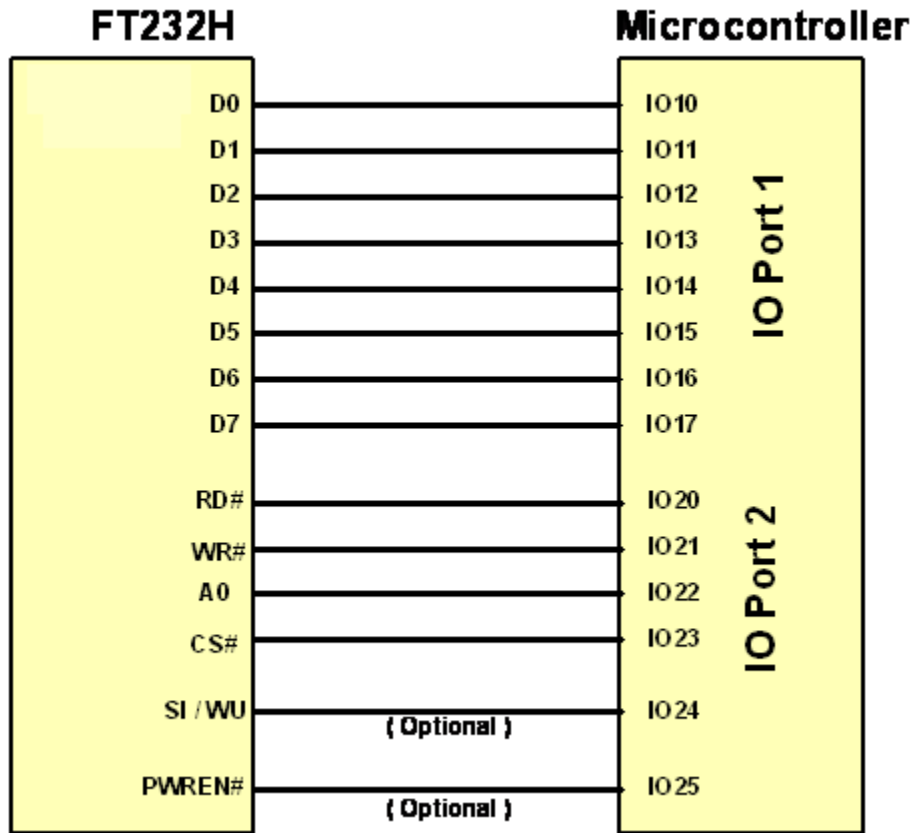 FT232H Microcontroller
D0 IO10
D1 IO11
D2 IO12
D3 IO13
D4 IO14
D5 IO15
D6 IO16
D7 IO17
IO Port 1
RD# IO20
WR# IO21
A0 IO22
CS# IO23
SI / WU IO24
( Optional )
PWREN# IO25
( Optional )
IO Port 2